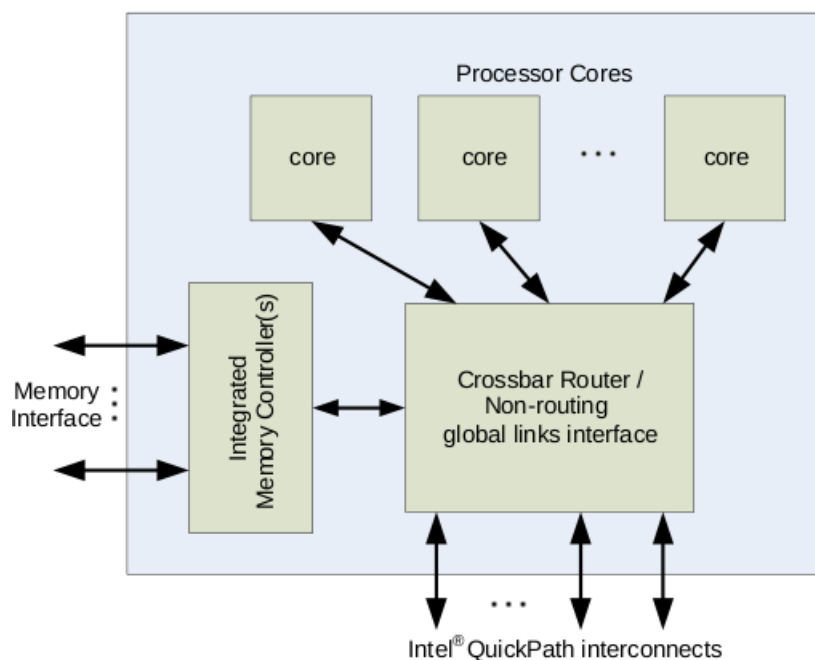 Processor Cores
core
core
...
core
Integrated
Memory Controller(s)
Memory
Interface
...
Crossbar Router /
Non-routing
global links interface
...
Intel® QuickPath interconnects